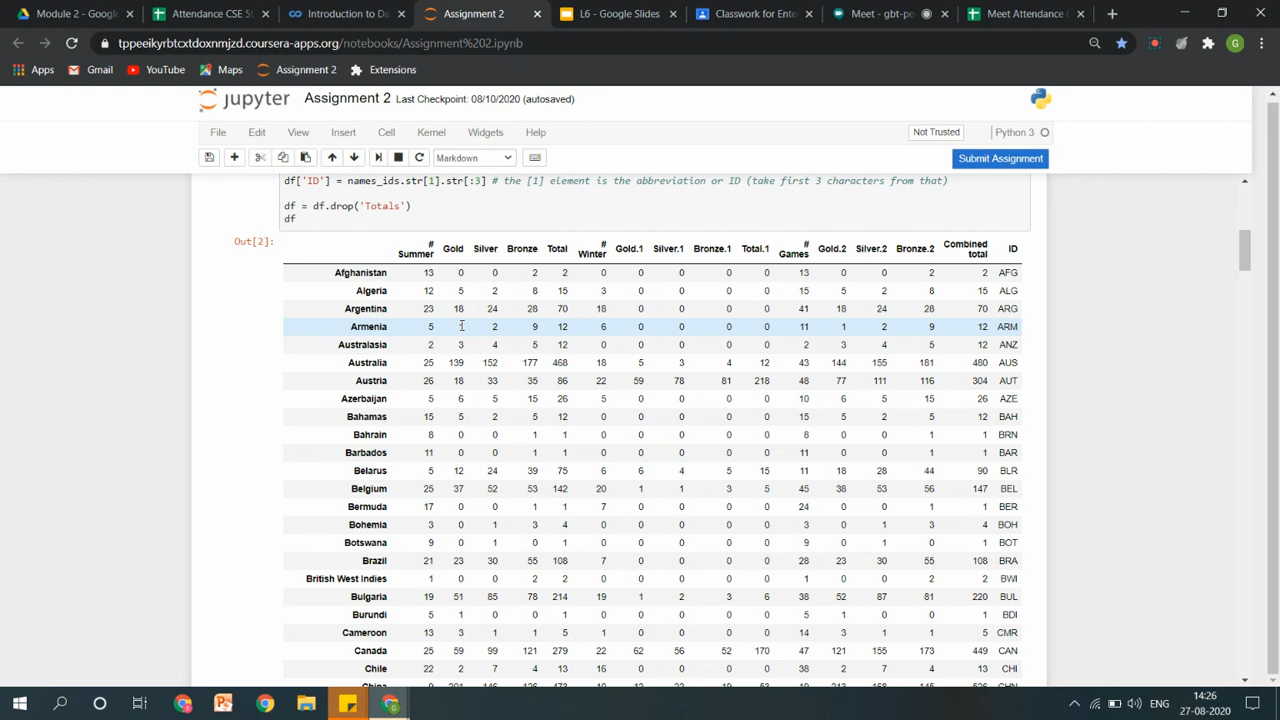 Module 2 - Google
Attendance CSE 5t
Introduction to Da
Assignment 2
L6 - Google Slides
Classwork for Ente
Meet - gbt-pe
Meet Attendance
tppeeikyrbtcxtdoxnmjzd.coursera-apps.org/notebooks/Assignment%202.ipynb
G
Apps
Gmail
YouTube
Maps
Assignment 2
Extensions
jupyter
Assignment 2 Last Checkpoint: 08/10/2020 (autosaved)
File Edit View Insert Cell Kernel Widgets Help
Not Trusted
Python 3
Markdown
Submit Assignment
df['ID'] = names_ids.str[1].str[:3] # the [1] element is the abbreviation or ID (take first 3 characters from that)
df = df.drop('Totals')
df
Out[2]:
# Summer Gold Silver Bronze Total # Winter Gold.1 Silver.1 Bronze.1 Total.1 # Games Gold.2 Silver.2 Bronze.2 Combined total ID
Afghanistan 13 0 0 2 2 0 0 0 0 0 13 0 0 2 2 AFG
Algeria 12 5 2 8 15 3 0 0 0 0 15 5 2 8 15 ALG
Argentina 23 18 24 28 70 18 0 0 0 0 41 18 24 28 70 ARG
Armenia 5 1 2 9 12 6 0 0 0 0 11 1 2 9 12 ARM
Australasia 2 3 4 5 12 0 0 0 0 0 2 3 4 5 12 ANZ
Australia 25 139 152 177 468 18 5 3 4 12 43 144 155 181 480 AUS
Austria 26 18 33 35 86 22 59 78 81 218 48 77 111 116 304 AUT
Azerbaijan 5 6 5 15 26 5 0 0 0 0 10 6 5 15 26 AZE
Bahamas 15 5 2 5 12 0 0 0 0 0 15 5 2 5 12 BAH
Bahrain 8 0 0 1 1 0 0 0 0 0 8 0 0 1 1 BRN
Barbados 11 0 0 1 1 0 0 0 0 0 11 0 0 1 1 BAR
Belarus 5 12 24 39 75 6 6 4 5 15 11 18 28 44 90 BLR
Belgium 25 37 52 53 142 20 1 1 3 5 45 38 53 56 147 BEL
Bermuda 17 0 0 1 1 7 0 0 0 0 24 0 0 1 1 BER
Bohemia 3 0 1 3 4 0 0 0 0 0 3 0 1 3 4 BOH
Botswana 9 0 1 0 1 0 0 0 0 0 9 0 1 0 1 BOT
Brazil 21 23 30 55 108 7 0 0 0 0 28 23 30 55 108 BRA
British West Indies 1 0 0 2 2 0 0 0 0 0 1 0 0 2 2 BWI
Bulgaria 19 51 85 78 214 19 1 2 3 6 38 52 87 81 220 BUL
Burundi 5 1 0 0 1 0 0 0 0 0 5 1 0 0 1 BDI
Cameroon 13 3 1 1 5 1 0 0 0 0 14 3 1 1 5 CMR
Canada 25 59 99 121 279 22 62 56 52 170 47 121 155 173 449 CAN
Chile 22 2 7 4 13 16 0 0 0 0 38 2 7 4 13 CHI
ENG
14:26
27-08-2020